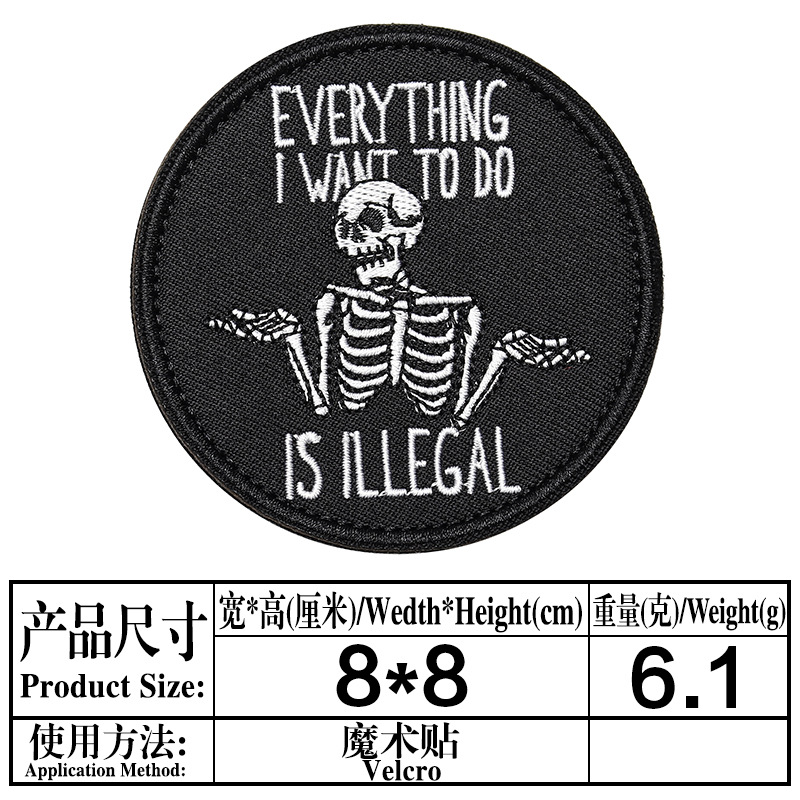 EVERYTHING
I WANT TO DO
IS ILLEGAL
产品尺寸
Product Size:
宽*高(厘米)/Wedth*Height(cm)
重量(克)/Weight(g)
8*8
6.1
使用方法:
Application Method:
魔术贴
Velcro